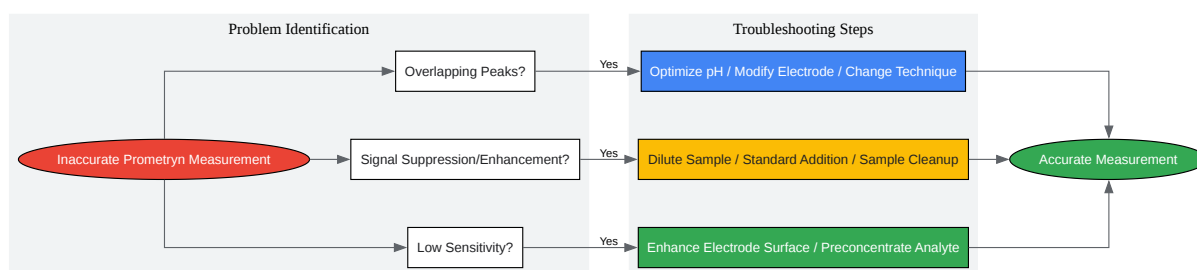 Problem Identification
Troubleshooting Steps
Overlapping Peaks?
Yes
Optimize pH / Modify Electrode / Change Technique
Inaccurate Prometryn Measurement
Signal Suppression/Enhancement?
Yes
Dilute Sample / Standard Addition / Sample Cleanup
Accurate Measurement
Low Sensitivity?
Yes
Enhance Electrode Surface / Preconcentrate Analyte